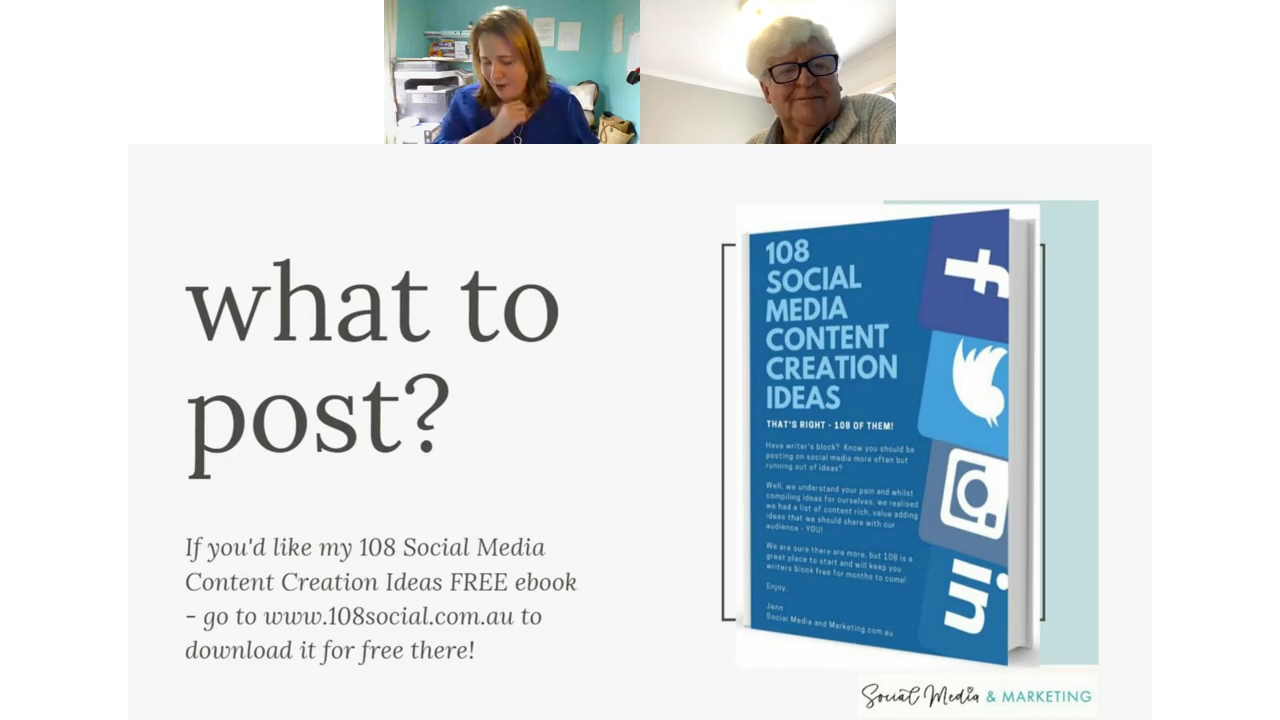 what to
post?
If you'd like my 108 Social Media
Content Creation Ideas FREE ebook
- go to www.108social.com.au to
download it for free there!
108
SOCIAL
MEDIA
CONTENT
CREATION
IDEAS
THAT'S RIGHT - 108 OF THEM!
Have writer's block? Know you should be
posting on social media more often but
running out of ideas?
Well, we understand your pain and whilst
compiling ideas for ourselves, we realised
we had a list of content rich, value adding
ideas that we should share with our
audience - YOU!
We are sure there are more, but 108 is a
great place to start and will keep you
writers block free for months to come!
Enjoy,
Jenn
Social Media and Marketing.com.au
f
in
Social Media & MARKETING